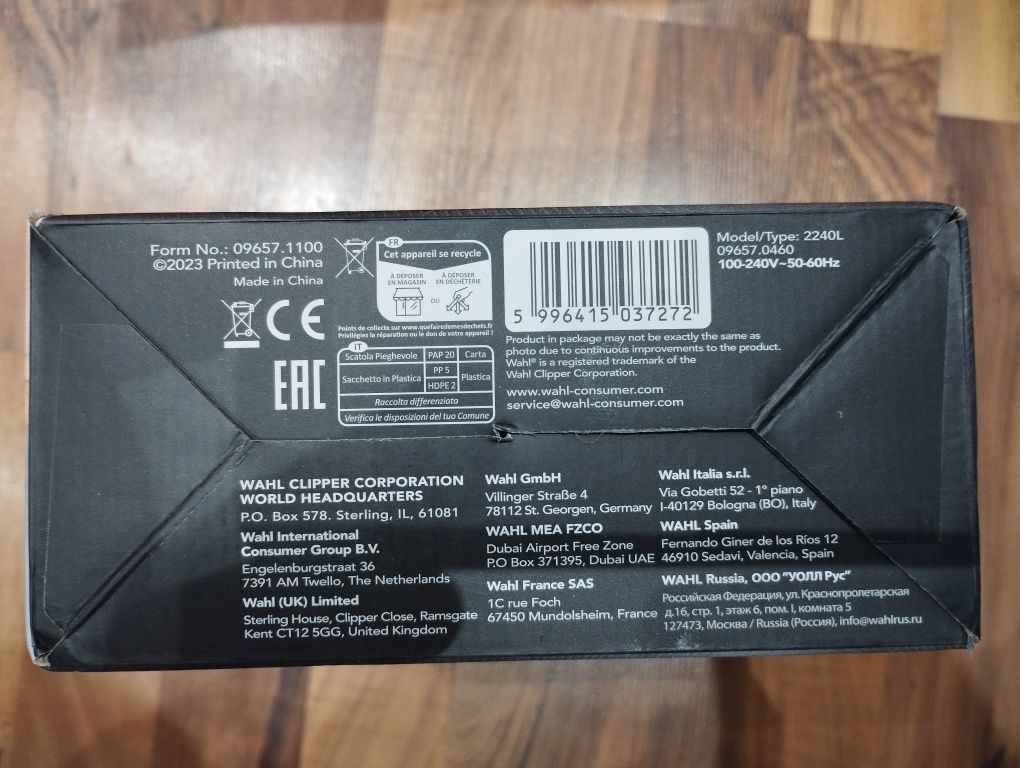 Form No.: 09657.1100
©2023 Printed in China
Made in China
CE
EAC
FR
Cet appareil se recycle
À DÉPOSER
EN MAGASIN
OU
À DÉPOSER
EN DÉCHÈTERIE
Points de collecte sur www.quefairedemesdechets.fr
Privilégiez la réparation ou le don de votre appareil !
IT
Scatola Pieghevole PAP 20 Carta
Sacchetto in Plastica PP 5 Plastica
HDPE 2
Raccolta differenziata
Verifica le disposizioni del tuo Comune
5 996415 037272
Model/Type: 2240L
09657.0460
100-240V~50-60Hz
Product in package may not be exactly the same as
photo due to continuous improvements to the product.
Wahl® is a registered trademark of the
Wahl Clipper Corporation.
www.wahl-consumer.com
service@wahl-consumer.com
WAHL CLIPPER CORPORATION
WORLD HEADQUARTERS
P.O. Box 578. Sterling, IL, 61081
Wahl International
Consumer Group B.V.
Engelenburgstraat 36
7391 AM Twello, The Netherlands
Wahl (UK) Limited
Sterling House, Clipper Close, Ramsgate
Kent CT12 5GG, United Kingdom
Wahl GmbH
Villinger Straße 4
78112 St. Georgen, Germany
WAHL MEA FZCO
Dubai Airport Free Zone
P.O Box 371395, Dubai UAE
Wahl France SAS
1C rue Foch
67450 Mundolsheim, France
Wahl Italia s.r.l.
Via Gobetti 52 - 1° piano
I-40129 Bologna (BO), Italy
WAHL Spain
Fernando Giner de los Ríos 12
46910 Sedavi, Valencia, Spain
WAHL Russia, ООО "УОЛЛ Рус"
Российская Федерация, ул. Краснопролетарская
д.16, стр. 1, этаж 6, пом. I, комната 5
127473, Москва / Russia (Россия), info@wahlrus.ru